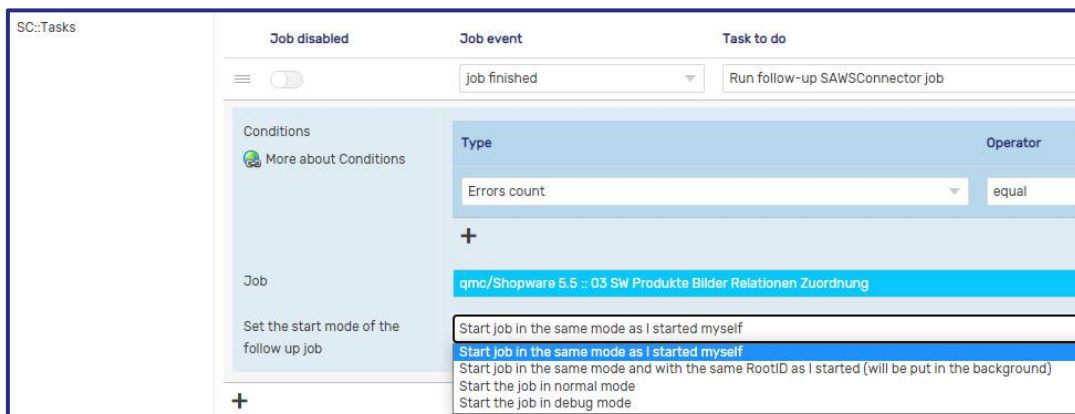 SC::Tasks
Job disabled Job event Task to do
job finished Run follow-up SAWSConnector job
Conditions
More about Conditions
Type Operator
Errors count equal
+
Job qmc/Shopware 5.5 :: 03 SW Produkte Bilder Relationen Zuordnung
Set the start mode of the
follow up job
Start job in the same mode as I started myself
Start job in the same mode as I started myself
Start job in the same mode and with the same RootID as I started (will be put in the background)
Start the job in normal mode
Start the job in debug mode
+